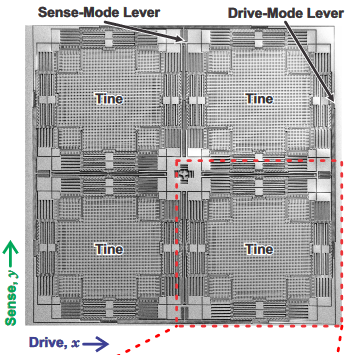 Sense-Mode Lever
Drive-Mode Lever
Tine
Tine
Tine
Tine
Sense, y
Drive, x